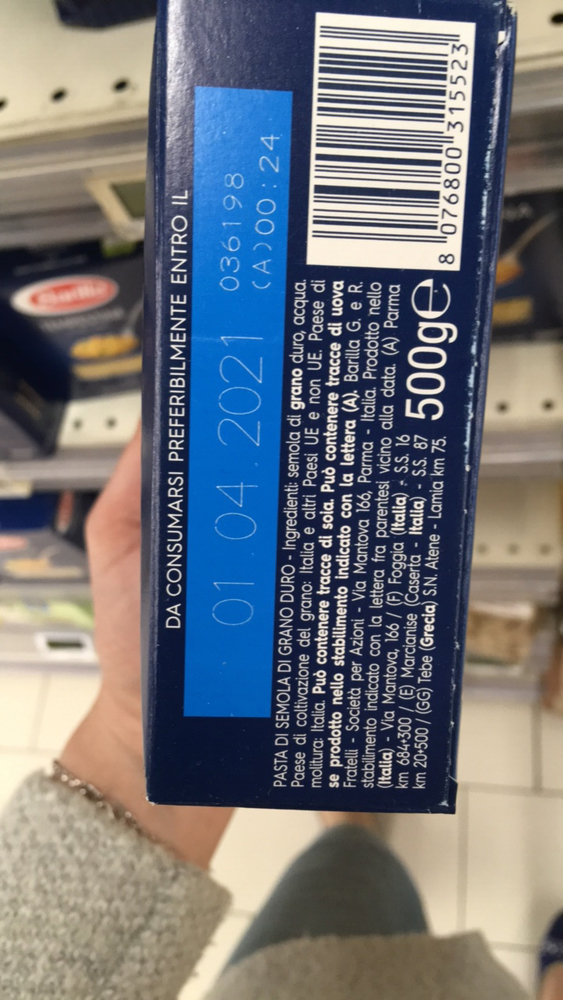 DA CONSUMARSI PREFERIBILMENTE ENTRO IL
01.04.2021 036198
(A)00:24
PASTA DI SEMOLA DI GRANO DURO - Ingredienti: semola di grano duro, acqua.
Paese di coltivazione del grano: Italia e altri Paesi UE e non UE. Paese di
molitura: Italia. Può contenere tracce di soia. Può contenere tracce di uova
se prodotto nello stabilimento indicato con la lettera (A). Barilla G. e R.
Fratelli - Società per Azioni - Via Mantova 166, Parma - Italia. Prodotto nello
stabilimento indicato con la lettera fra parentesi vicino alla data. (A) Parma
(Italia) - Via Mantova, 166 / (F) Foggia (Italia) - S.S. 16
km 684+300 / (E) Marcianise (Caserta - Italia) - S.S. 87
km 20+500 / (GG) Tebe (Grecia) S.N. Atene - Lamia km 75.
500g℮
8 076800 315523
Barilla